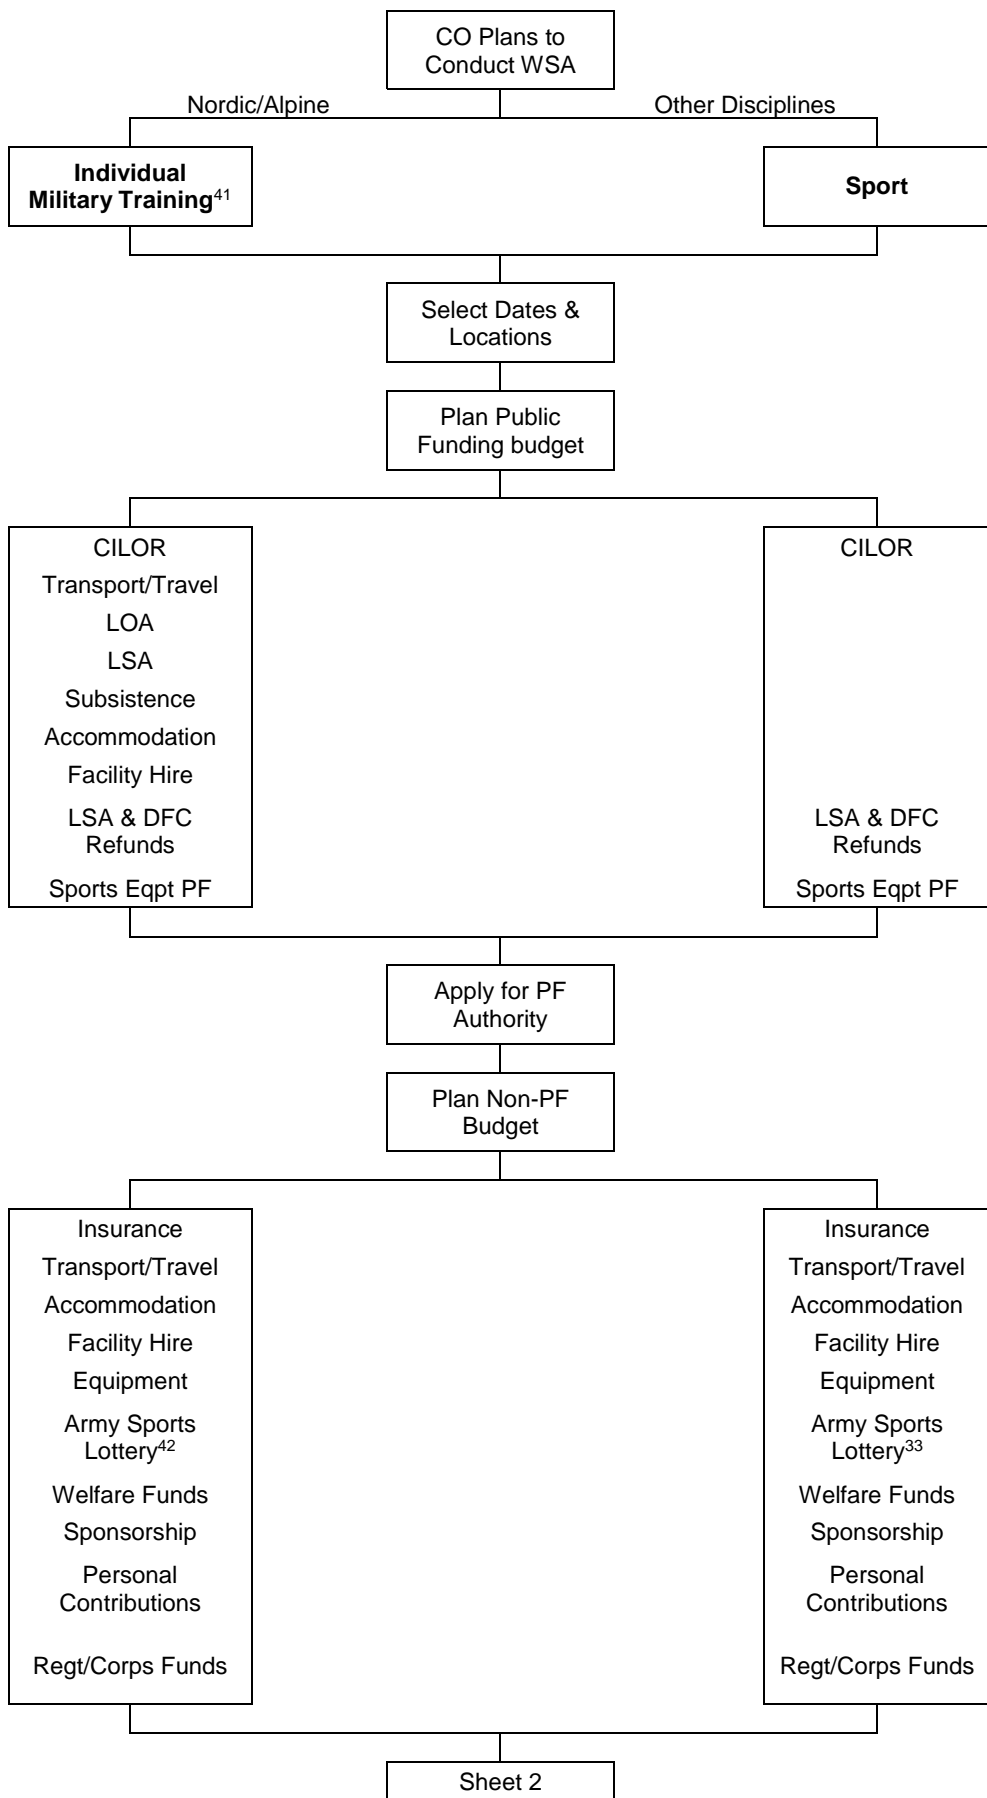 CO Plans to
Conduct WSA
Nordic/Alpine
Other Disciplines
Individual
Military Training41
Sport
Select Dates &
Locations
Plan Public
Funding budget
CILOR
Transport/Travel
LOA
LSA
Subsistence
Accommodation
Facility Hire
LSA & DFC
Refunds
Sports Eqpt PF
CILOR
LSA & DFC
Refunds
Sports Eqpt PF
Apply for PF
Authority
Plan Non-PF
Budget
Insurance
Transport/Travel
Accommodation
Facility Hire
Equipment
Army Sports
Lottery42
Welfare Funds
Sponsorship
Personal
Contributions
Regt/Corps Funds
Insurance
Transport/Travel
Accommodation
Facility Hire
Equipment
Army Sports
Lottery33
Welfare Funds
Sponsorship
Personal
Contributions
Regt/Corps Funds
Sheet 2